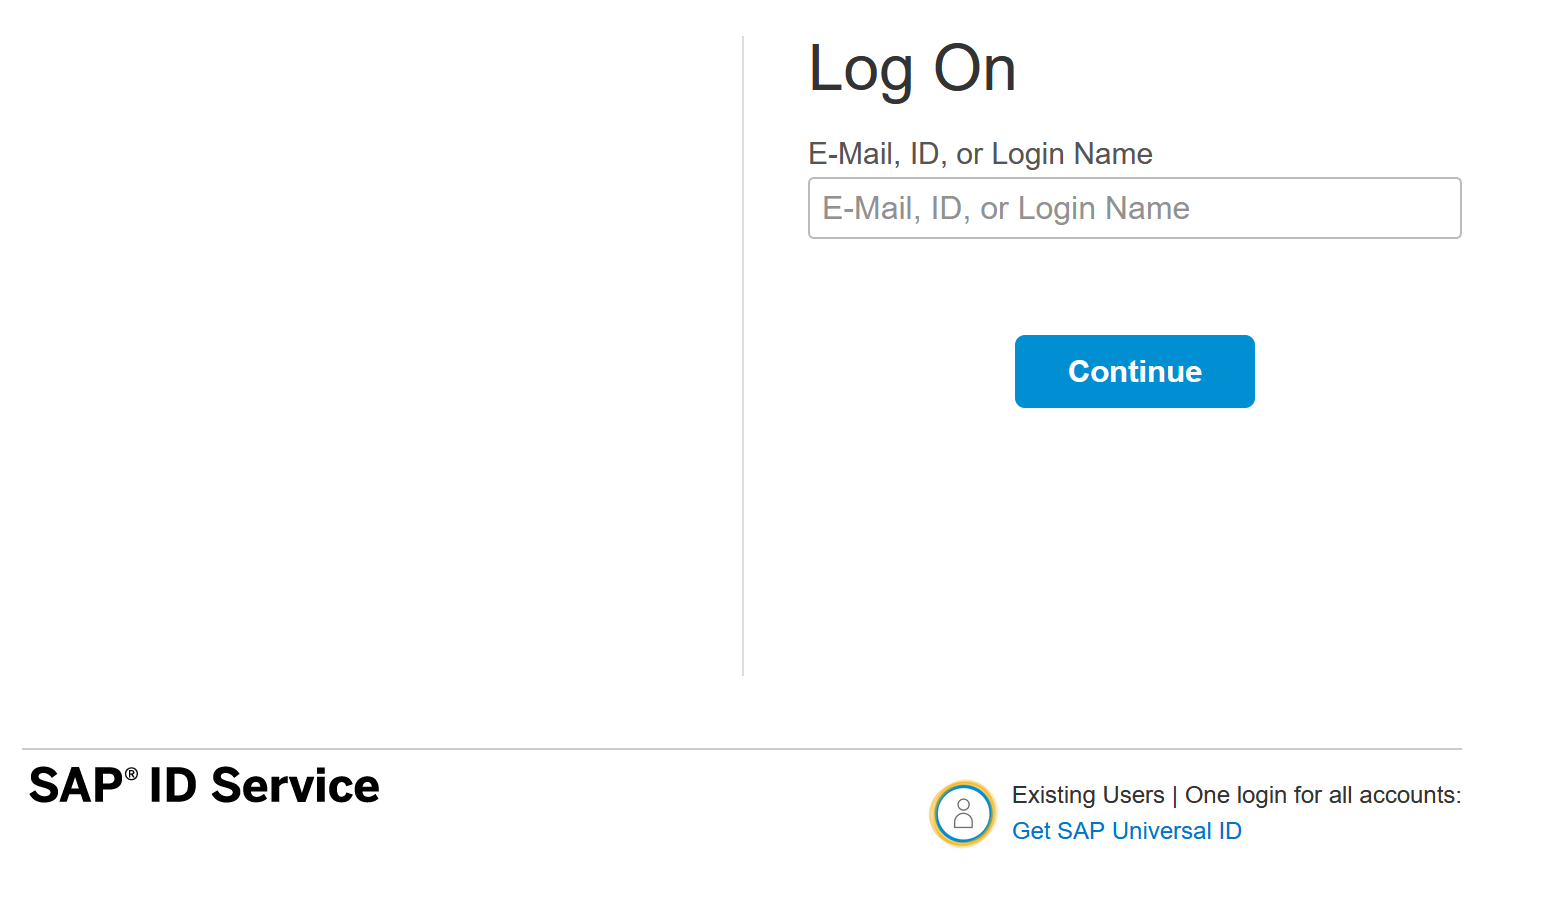 Log On
E-Mail, ID, or Login Name
E-Mail, ID, or Login Name
Continue
SAP® ID Service
Existing Users | One login for all accounts:
Get SAP Universal ID